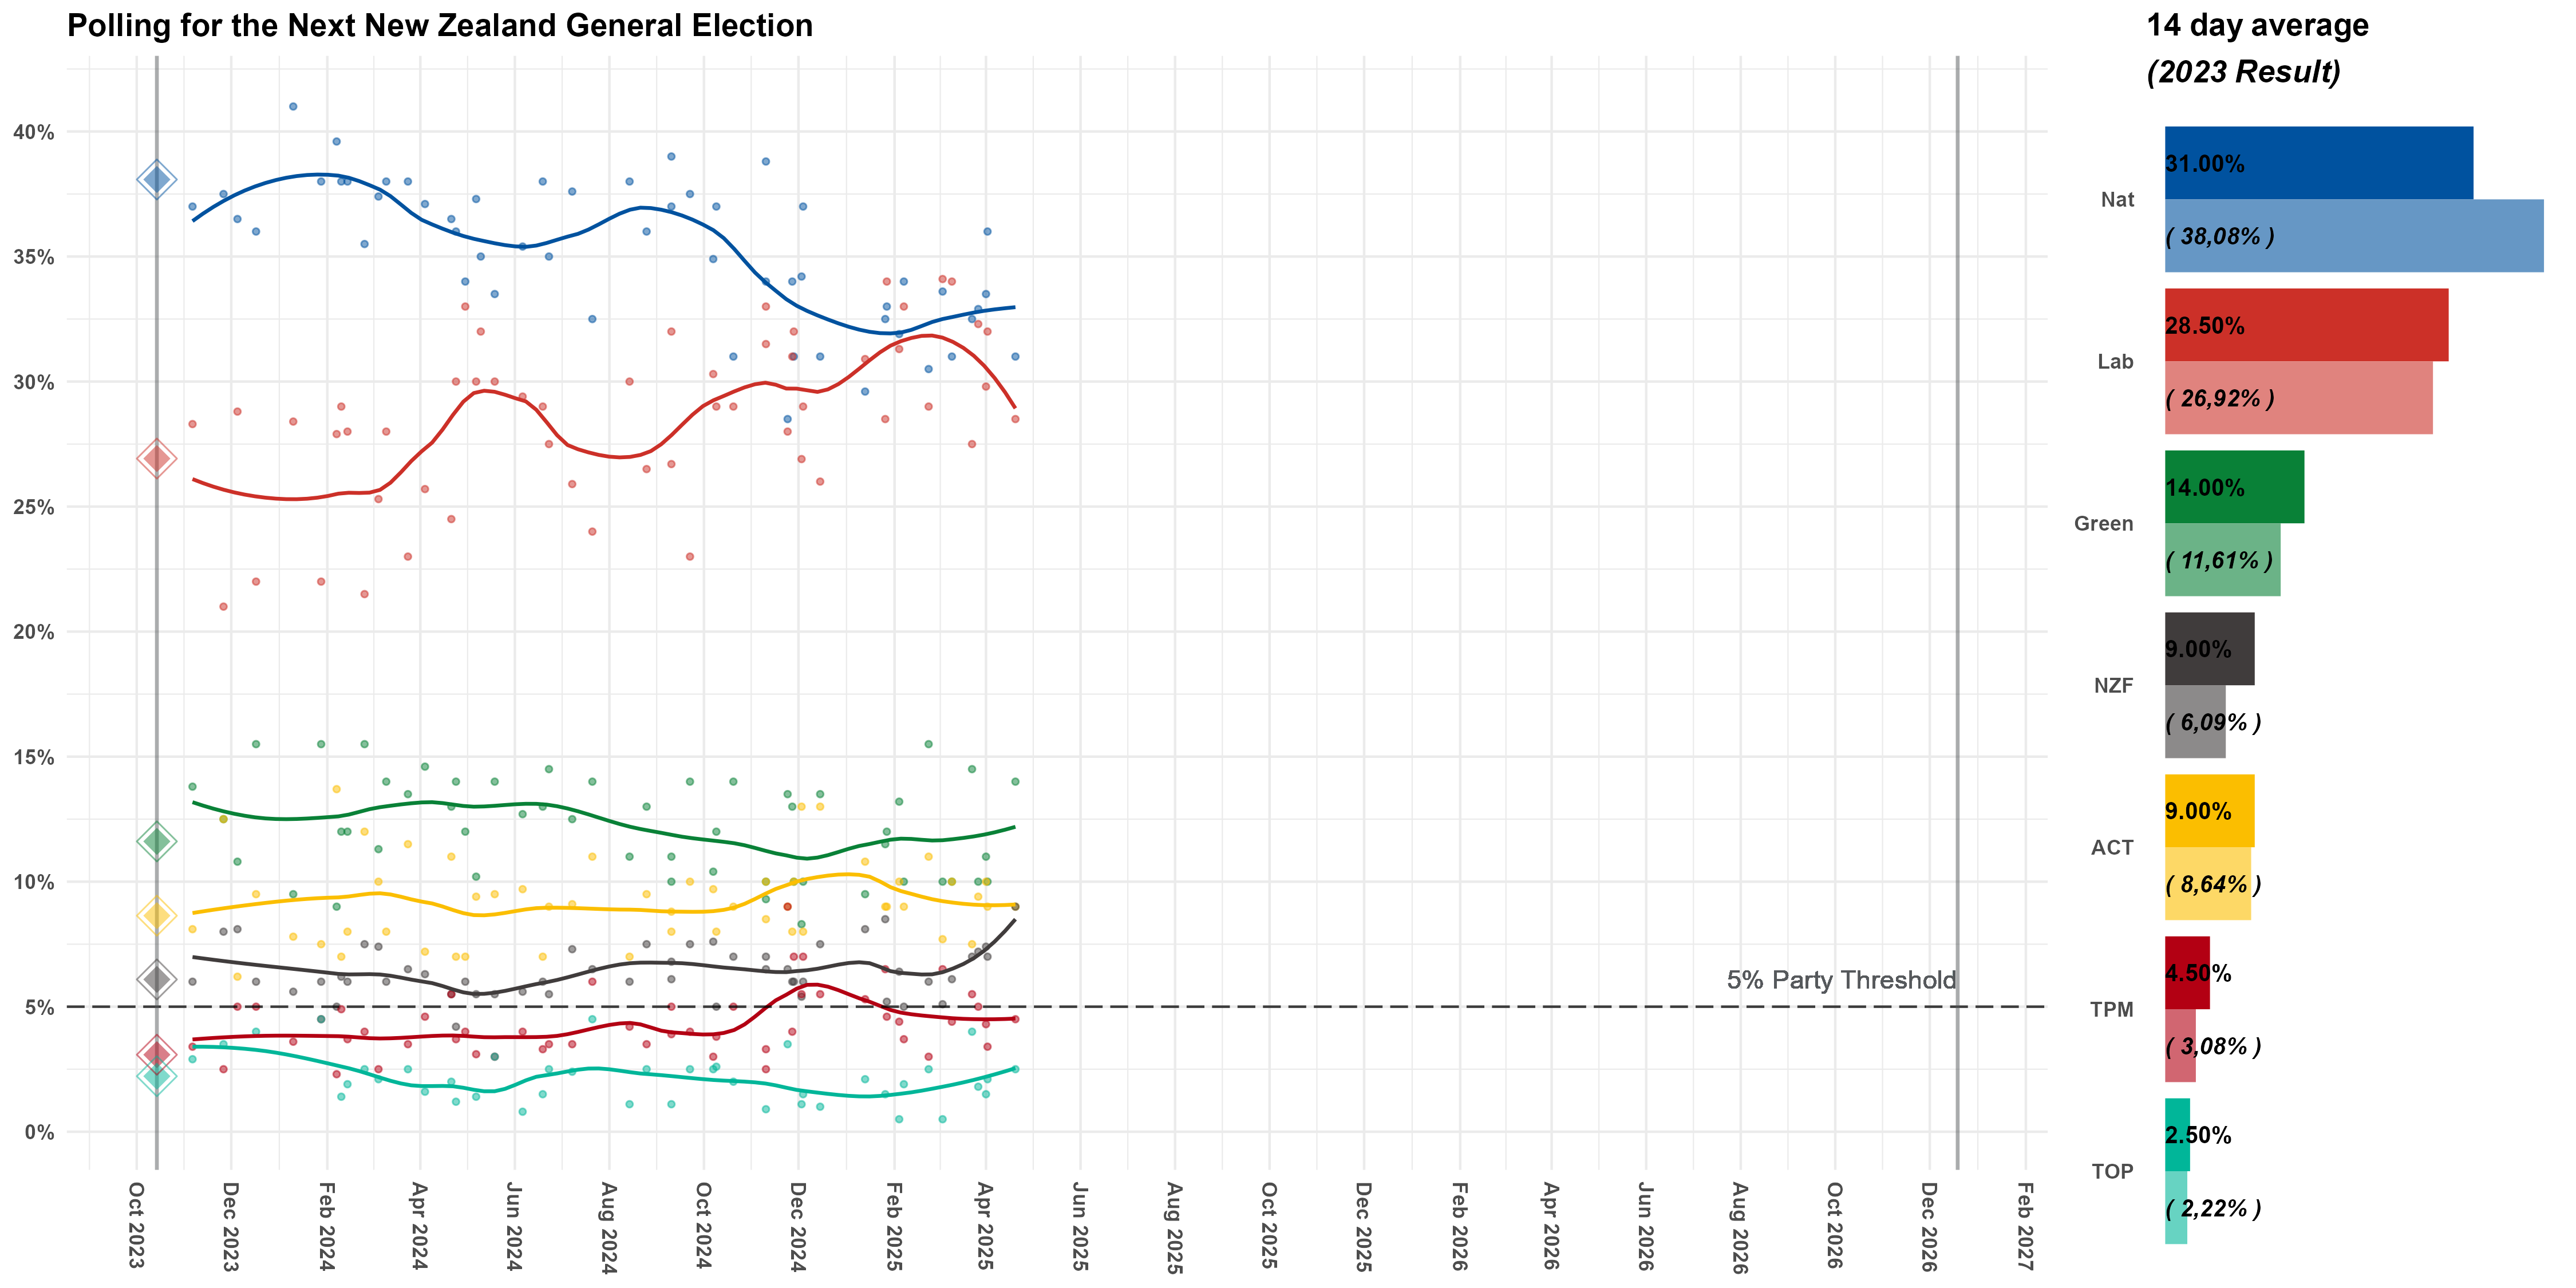 Polling for the Next New Zealand General Election
40%
35%
30%
25%
20%
15%
10%
5%
0%
5% Party Threshold
Oct 2023
Dec 2023
Feb 2024
Apr 2024
Jun 2024
Aug 2024
Oct 2024
Dec 2024
Feb 2025
Apr 2025
Jun 2025
Aug 2025
Oct 2025
Dec 2025
Feb 2026
Apr 2026
Jun 2026
Aug 2026
Oct 2026
Dec 2026
Feb 2027
14 day average
(2023 Result)
Nat
31.00%
( 38,08% )
Lab
28.50%
( 26,92% )
Green
14.00%
( 11,61% )
NZF
9.00%
( 6,09% )
ACT
9.00%
( 8,64% )
TPM
4.50%
( 3,08% )
TOP
2.50%
( 2,22% )